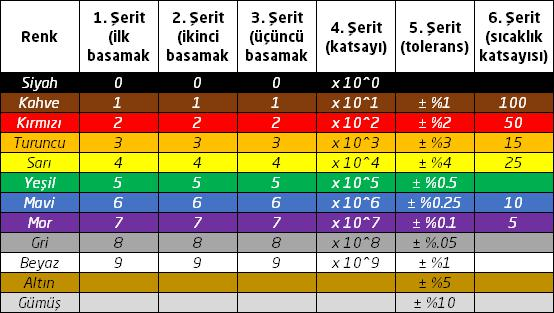 Renk 1. Şerit (ilk basamak 2. Şerit (ikinci basamak 3. Şerit (üçüncü basamak 4. Şerit (katsayı) 5. Şerit (tolerans) 6. Şerit (sıcaklık katsayısı)
Siyah 0 0 0 x 10^0
Kahve 1 1 1 x 10^1 ± %1 100
Kırmızı 2 2 2 x 10^2 ± %2 50
Turuncu 3 3 3 x 10^3 ± %3 15
Sarı 4 4 4 x 10^4 ± %4 25
Yeşil 5 5 5 x 10^5 ± %0.5
Mavi 6 6 6 x 10^6 ± %0.25 10
Mor 7 7 7 x 10^7 ± %0.1 5
Gri 8 8 8 x 10^8 ± %.05
Beyaz 9 9 9 x 10^9 ± %1
Altın ± %5
Gümüş ± %10